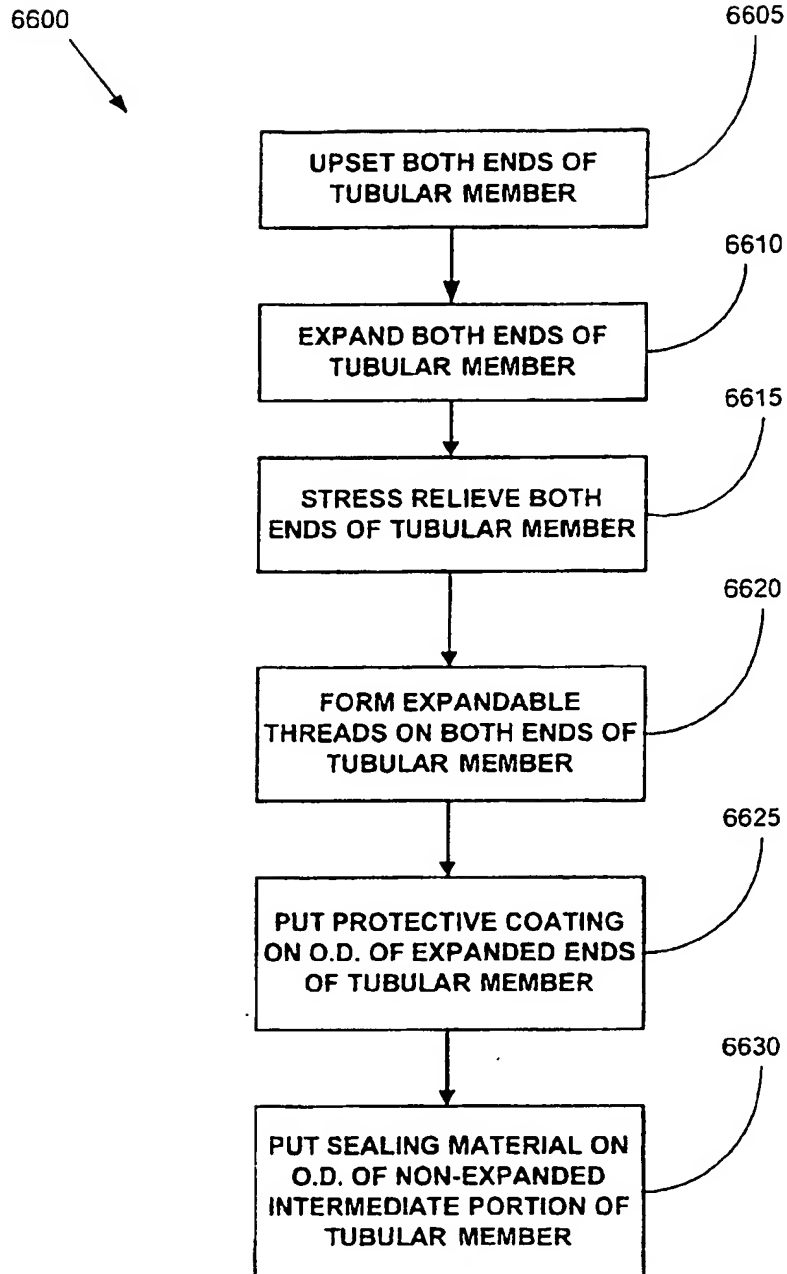 6600
6605
UPSET BOTH ENDS OF
TUBULAR MEMBER
6610
EXPAND BOTH ENDS OF
TUBULAR MEMBER
6615
STRESS RELIEVE BOTH
ENDS OF TUBULAR MEMBER
6620
FORM EXPANDABLE
THREADS ON BOTH ENDS OF
TUBULAR MEMBER
6625
PUT PROTECTIVE COATING
ON O.D. OF EXPANDED ENDS
OF TUBULAR MEMBER
6630
PUT SEALING MATERIAL ON
O.D. OF NON-EXPANDED
INTERMEDIATE PORTION OF
TUBULAR MEMBER